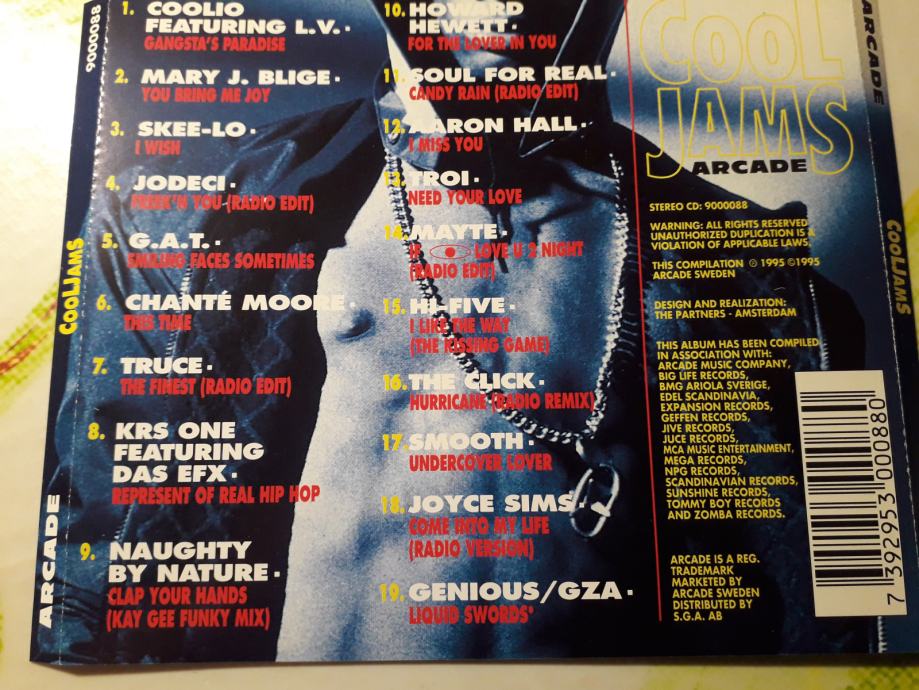 9000088
COOLJAMS
ARCADE
1. COOLIO
FEATURING L.V. ·
GANGSTA'S PARADISE
2. MARY J. BLIGE ·
YOU BRING ME JOY
3. SKEE-LO ·
I WISH
4. JODECI ·
FREEK'N YOU (RADIO EDIT)
5. G.A.T. ·
SMILING FACES SOMETIMES
6. CHANTÉ MOORE ·
THIS TIME
7. TRUCE ·
THE FINEST (RADIO EDIT)
8. KRS ONE
FEATURING
DAS EFX ·
REPRESENT OF REAL HIP HOP
9. NAUGHTY
BY NATURE ·
CLAP YOUR HANDS
(KAY GEE FUNKY MIX)
10. HOWARD
HEWETT ·
FOR THE LOVER IN YOU
11. SOUL FOR REAL ·
CANDY RAIN (RADIO EDIT)
12. AARON HALL ·
I MISS YOU
13. TROI ·
NEED YOUR LOVE
14. MAYTE ·
IF LOVE U 2 NIGHT
(RADIO EDIT)
15. HI-FIVE ·
I LIKE THE WAY
(THE KISSING GAME)
16. THE CLICK ·
HURRICANE (RADIO REMIX)
17. SMOOTH ·
UNDERCOVER LOVER
18. JOYCE SIMS ·
COME INTO MY LIFE
(RADIO VERSION)
19. GENIOUS/GZA ·
LIQUID SWORDS'
COOL
JAMS
ARCADE
STEREO CD: 9000088
WARNING: ALL RIGHTS RESERVED
UNAUTHORIZED DUPLICATION IS A
VIOLATION OF APPLICABLE LAWS.
THIS COMPILATION ℗ 1995 © 1995
ARCADE SWEDEN
DESIGN AND REALIZATION:
THE PARTNERS - AMSTERDAM
THIS ALBUM HAS BEEN COMPILED
IN ASSOCIATION WITH:
ARCADE MUSIC COMPANY,
BIG LIFE RECORDS,
BMG ARIOLA SVERIGE,
EDEL SCANDINAVIA,
EXPANSION RECORDS,
GEFFEN RECORDS,
JIVE RECORDS,
JUCE RECORDS,
MCA MUSIC ENTERTAINMENT,
MEGA RECORDS,
NPG RECORDS,
SCANDINAVIAN RECORDS,
SUNSHINE RECORDS,
TOMMY BOY RECORDS
AND ZOMBA RECORDS.
ARCADE IS A REG.
TRADEMARK
MARKETED BY
ARCADE SWEDEN
DISTRIBUTED BY
S.G.A. AB
7 392953 000880
ARCADE
COOLJAMS